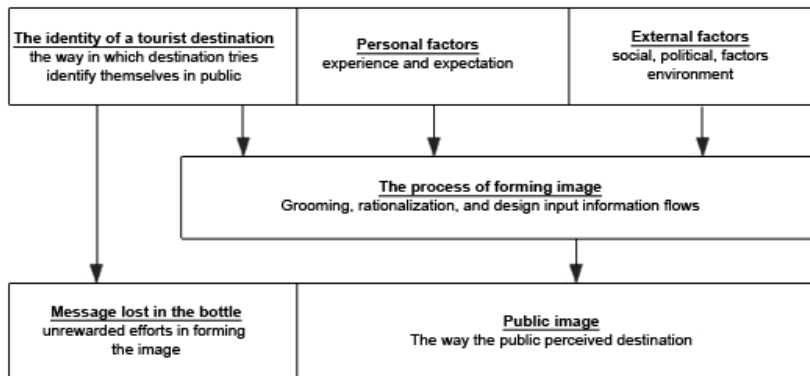 The identity of a tourist destination
the way in which destination tries
identify themselves in public
Personal factors
experience and expectation
External factors
social, political, factors
environment
The process of forming image
Grooming, rationalization, and design input information flows
Message lost in the bottle
unrewarded efforts in forming
the image
Public image
The way the public perceived destination